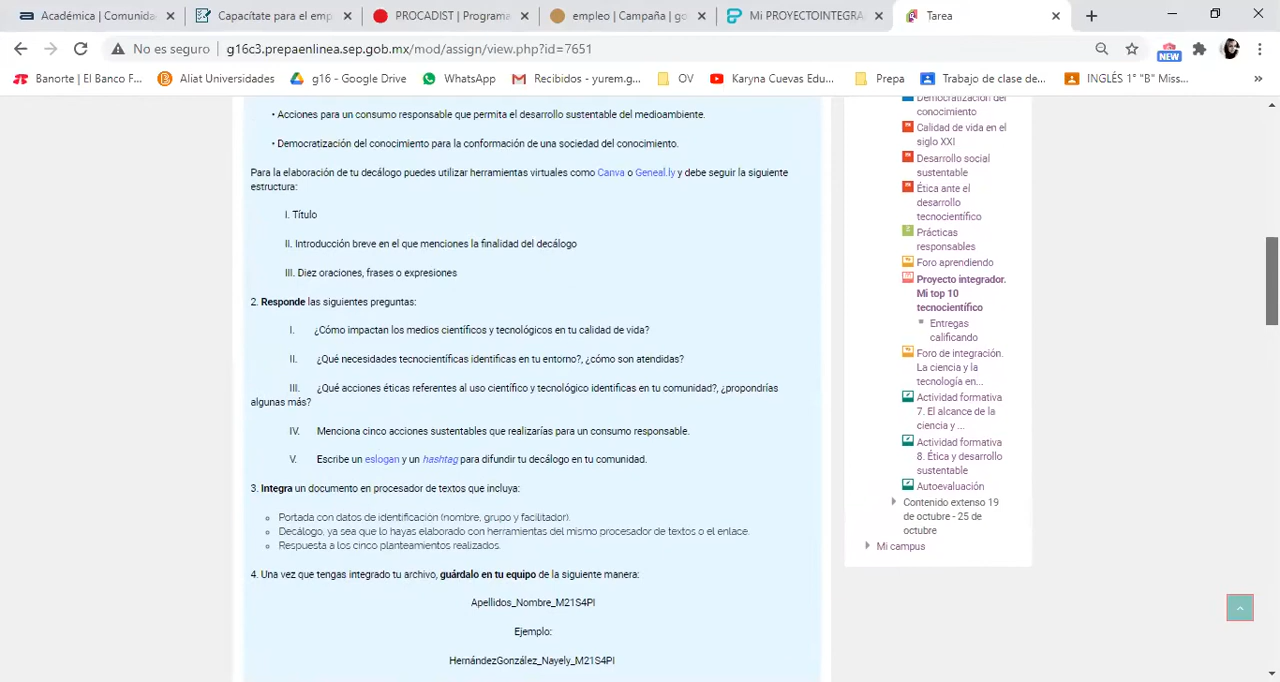 Académica | Comunida
Capacítate para el emp
PROCADIST | Programa
empleo | Campaña | go
Mi PROYECTOINTEGRA
Tarea
No es seguro
g16c3.prepaenlinea.sep.gob.mx/mod/assign/view.php?id=7651
NEW
Banorte | El Banco F...
Aliat Universidades
g16 - Google Drive
WhatsApp
Recibidos - yurem.g...
OV
Karyna Cuevas Edu...
Prepa
Trabajo de clase de...
INGLÉS 1° "B" Miss...
»
• Acciones para un consumo responsable que permita el desarrollo sustentable del medioambiente.
• Democratización del conocimiento para la conformación de una sociedad del conocimiento.
Para la elaboración de tu decálogo puedes utilizar herramientas virtuales como Canva o Geneal.ly y debe seguir la siguiente
estructura:
I. Título
II. Introducción breve en el que menciones la finalidad del decálogo
III. Diez oraciones, frases o expresiones
2. Responde las siguientes preguntas:
I. ¿Cómo impactan los medios científicos y tecnológicos en tu calidad de vida?
II. ¿Qué necesidades tecnocientíficas identificas en tu entorno?, ¿cómo son atendidas?
III. ¿Qué acciones éticas referentes al uso científico y tecnológico identificas en tu comunidad?, ¿propondrías
algunas más?
IV. Menciona cinco acciones sustentables que realizarías para un consumo responsable.
V. Escribe un eslogan y un hashtag para difundir tu decálogo en tu comunidad.
3. Integra un documento en procesador de textos que incluya:
Portada con datos de identificación (nombre, grupo y facilitador).
Decálogo, ya sea que lo hayas elaborado con herramientas del mismo procesador de textos o el enlace.
Respuesta a los cinco planteamientos realizados.
4. Una vez que tengas integrado tu archivo, guárdalo en tu equipo de la siguiente manera:
Apellidos_Nombre_M21S4PI
Ejemplo:
HernándezGonzález_Nayely_M21S4PI
Democratización del
conocimiento
Calidad de vida en el
siglo XXI
Desarrollo social
sustentable
Ética ante el
desarrollo
tecnocientífico
Prácticas
responsables
Foro aprendiendo
Proyecto integrador.
Mi top 10
tecnocientífico
Entregas
calificando
Foro de integración.
La ciencia y la
tecnología en...
Actividad formativa
7. El alcance de la
ciencia y ...
Actividad formativa
8. Ética y desarrollo
sustentable
Autoevaluación
Contenido extenso 19
de octubre - 25 de
octubre
Mi campus